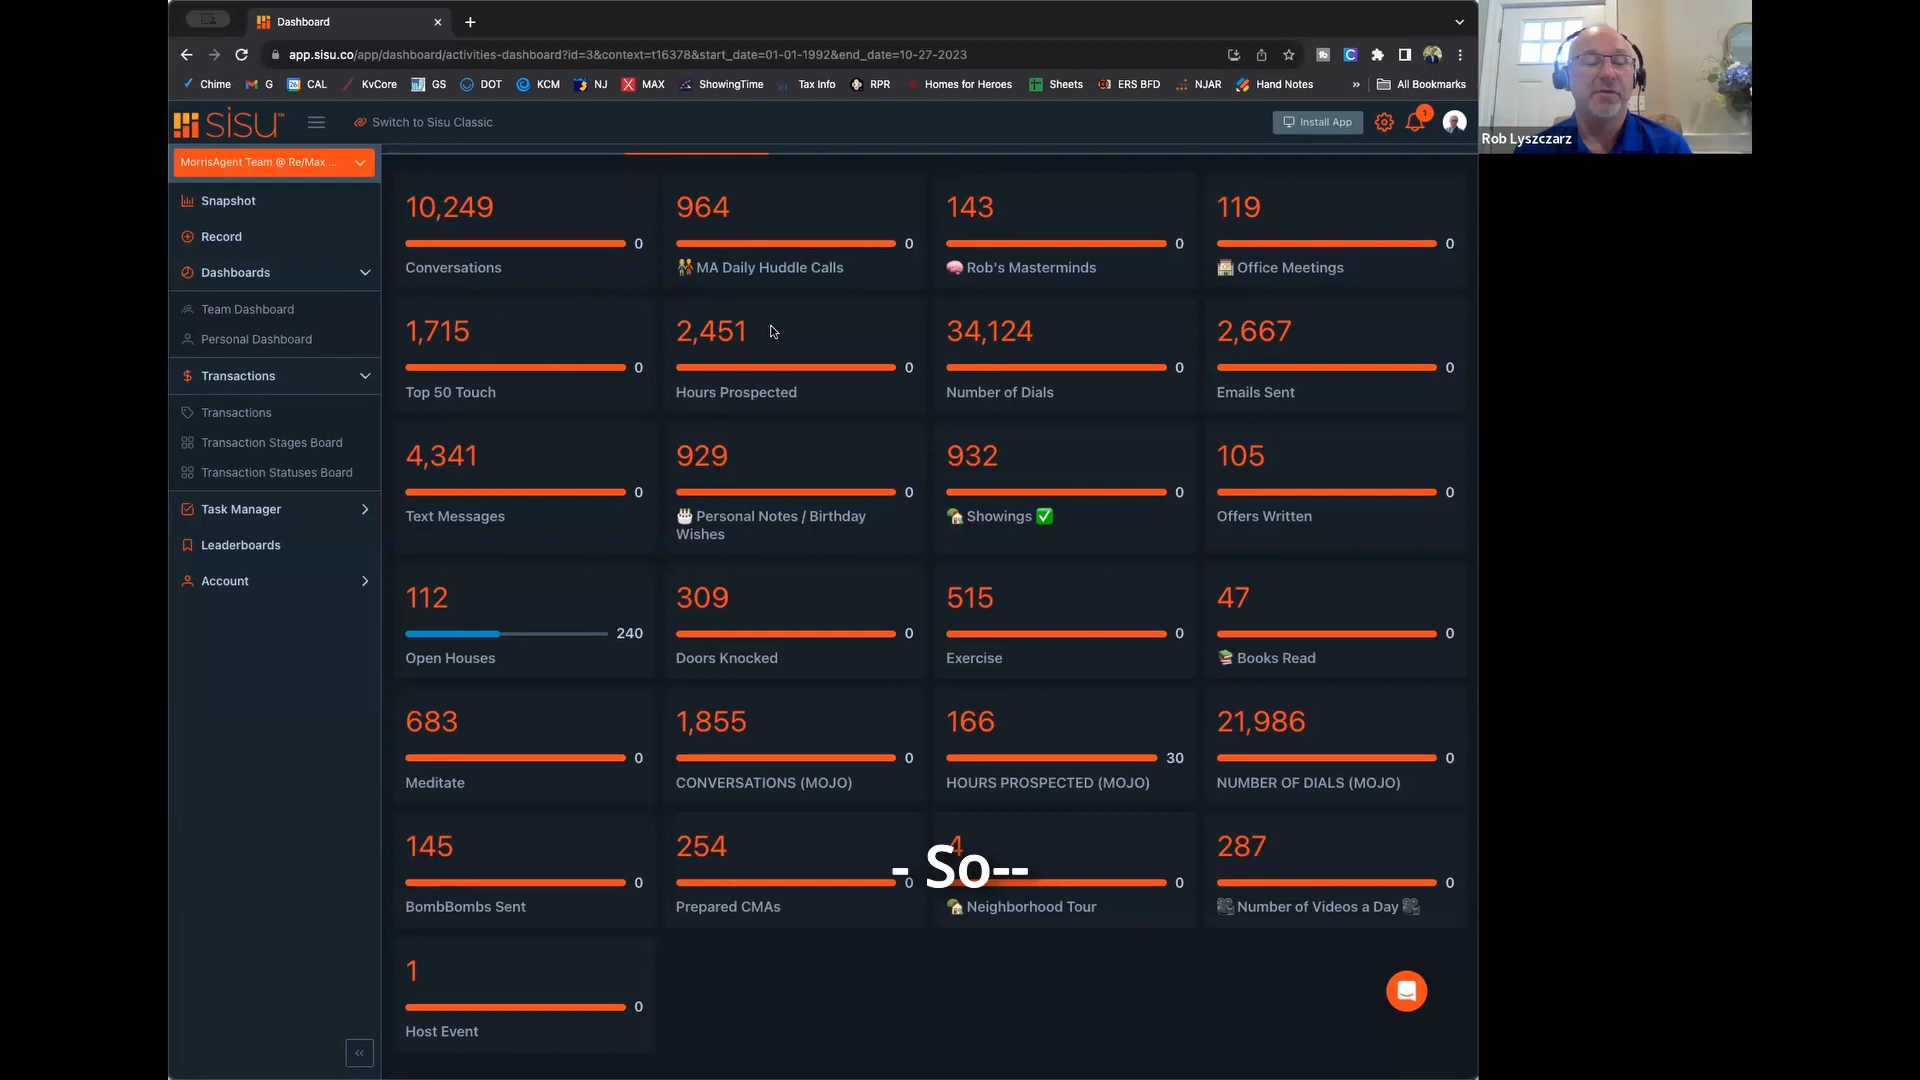 Dashboard
app.sisu.co/app/dashboard/activities-dashboard?id=3&context=t16378&start_date=01-01-1992&end_date=10-27-2023
Chime G CAL KvCore GS DOT KCM NJ MAX ShowingTime Tax Info RPR Homes for Heroes Sheets ERS BFD NJAR Hand Notes » All Bookmarks
sisu™
Switch to Sisu Classic
Install App
1
Rob Lyszczarz
MorrisAgent Team @ Re/Max ...
Snapshot
Record
Dashboards
Team Dashboard
Personal Dashboard
Transactions
Transactions
Transaction Stages Board
Transaction Statuses Board
Task Manager
Leaderboards
Account
10,249 964 143 119
0 0 0 0
Conversations 👫 MA Daily Huddle Calls 🧠 Rob's Masterminds 🏫 Office Meetings
1,715 2,451 34,124 2,667
0 0 0 0
Top 50 Touch Hours Prospected Number of Dials Emails Sent
4,341 929 932 105
0 0 0 0
Text Messages 🎂 Personal Notes / Birthday Wishes 🏡 Showings ✅ Offers Written
112 309 515 47
240 0 0 0
Open Houses Doors Knocked Exercise 📚 Books Read
683 1,855 166 21,986
0 0 30 0
Meditate CONVERSATIONS (MOJO) HOURS PROSPECTED (MOJO) NUMBER OF DIALS (MOJO)
145 254 4 287
0 0 0 0
BombBombs Sent Prepared CMAs 🏡 Neighborhood Tour 🎥 Number of Videos a Day 🎥
- So--
1
0
Host Event